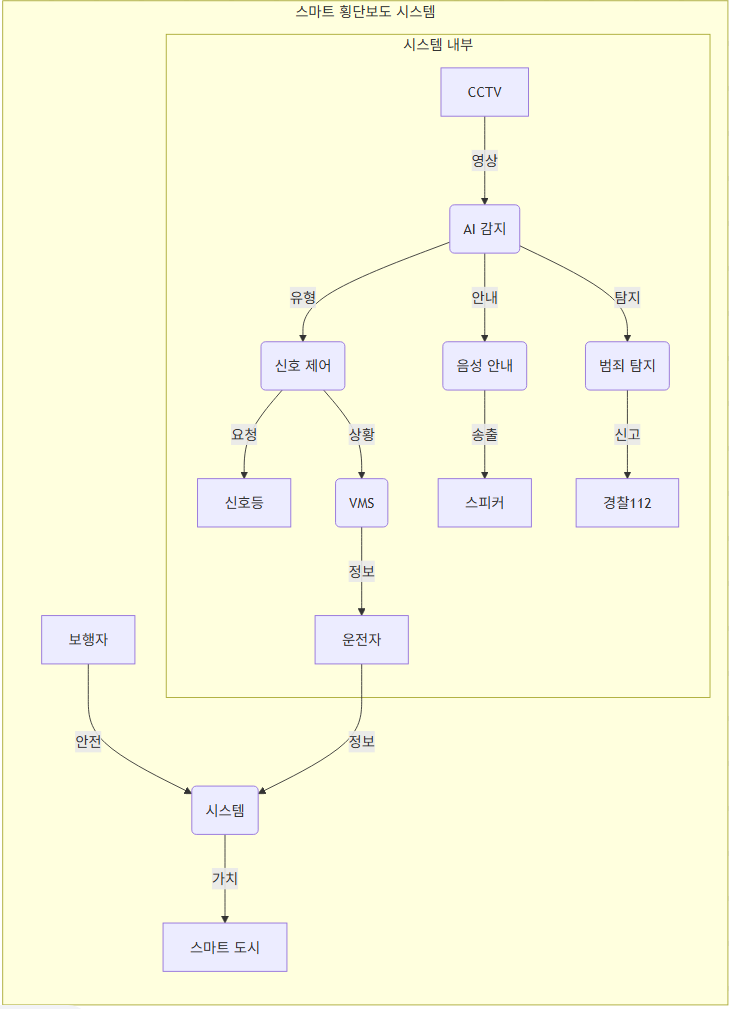 스마트 횡단보도 시스템
시스템 내부
CCTV
영상
AI 감지
유형
안내
탐지
신호 제어
음성 안내
범죄 탐지
요청
상황
송출
신고
신호등
VMS
스피커
경찰112
정보
보행자
운전자
안전
정보
시스템
가치
스마트 도시